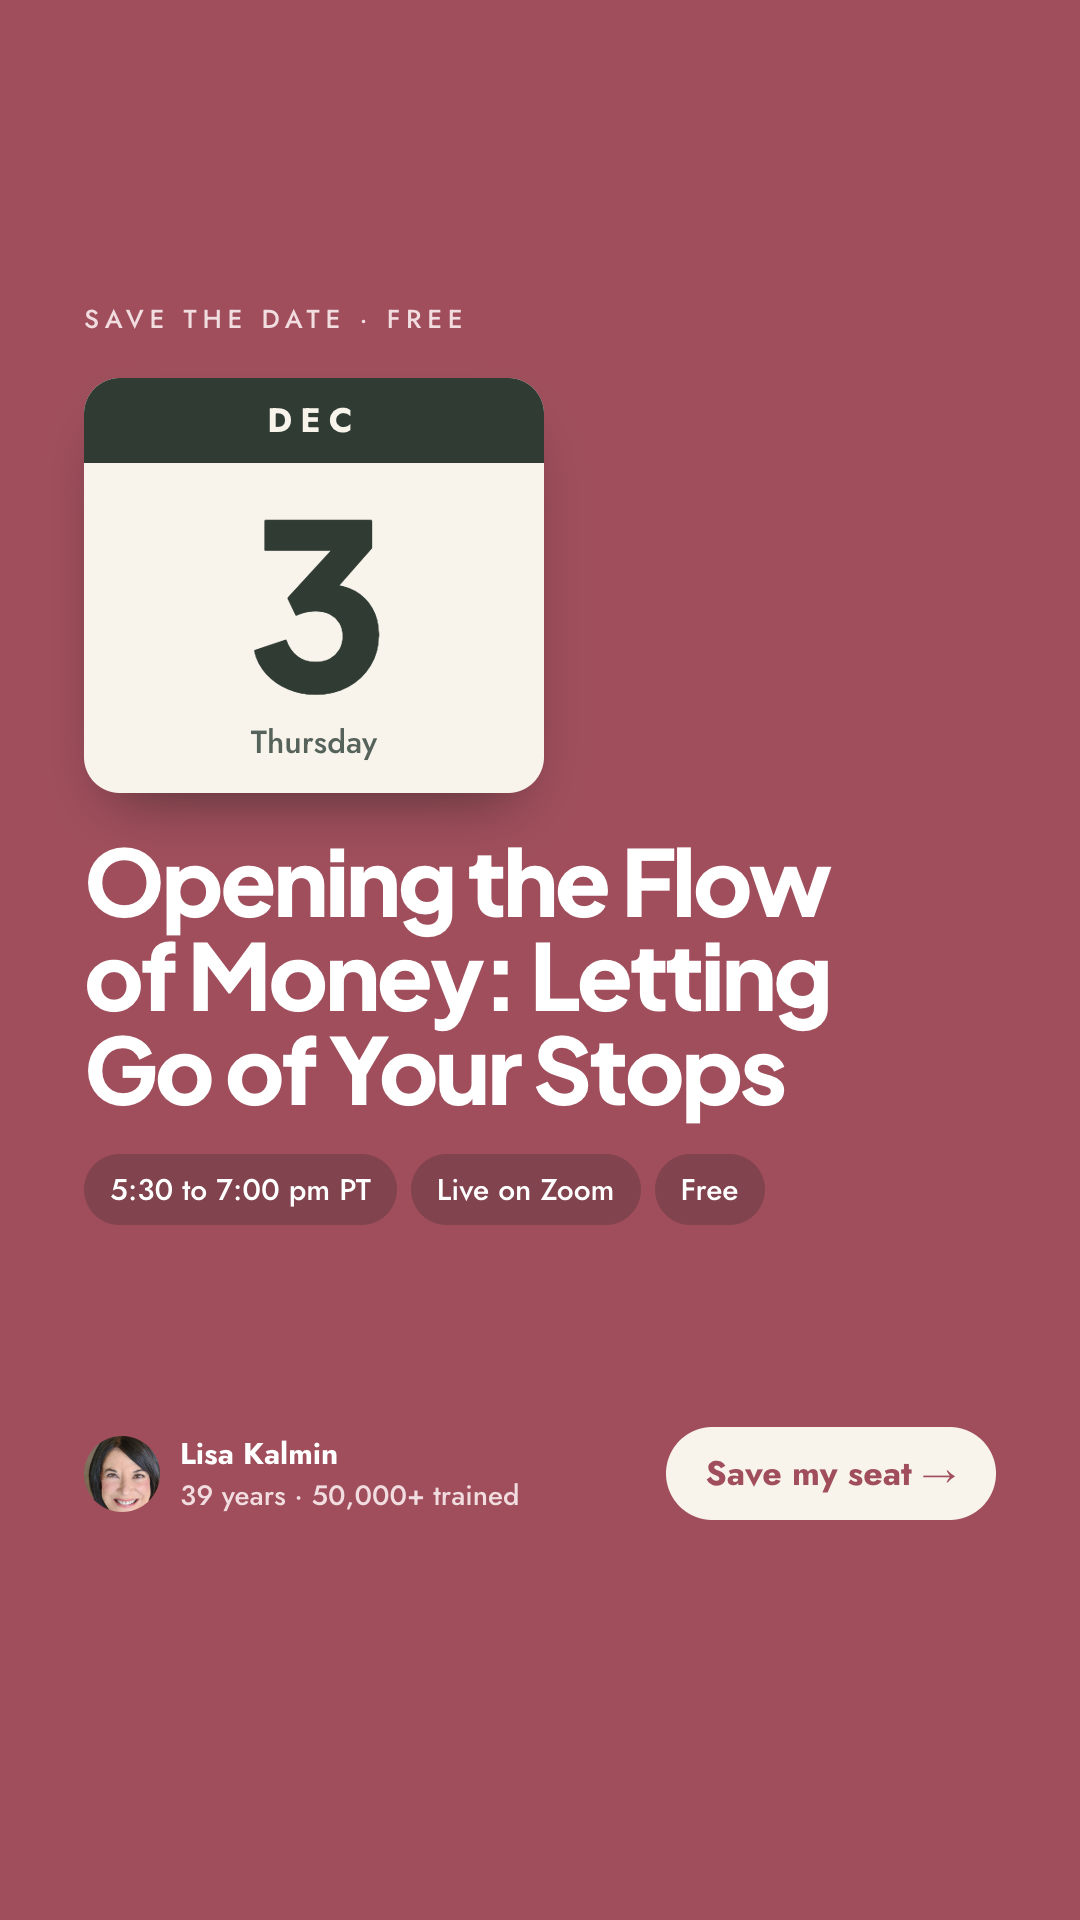 SAVE THE DATE · FREE
DEC
3
Thursday
Opening the Flow
of Money: Letting
Go of Your Stops
5:30 to 7:00 pm PT
Live on Zoom
Free
Lisa Kalmin
39 years · 50,000+ trained
Save my seat →